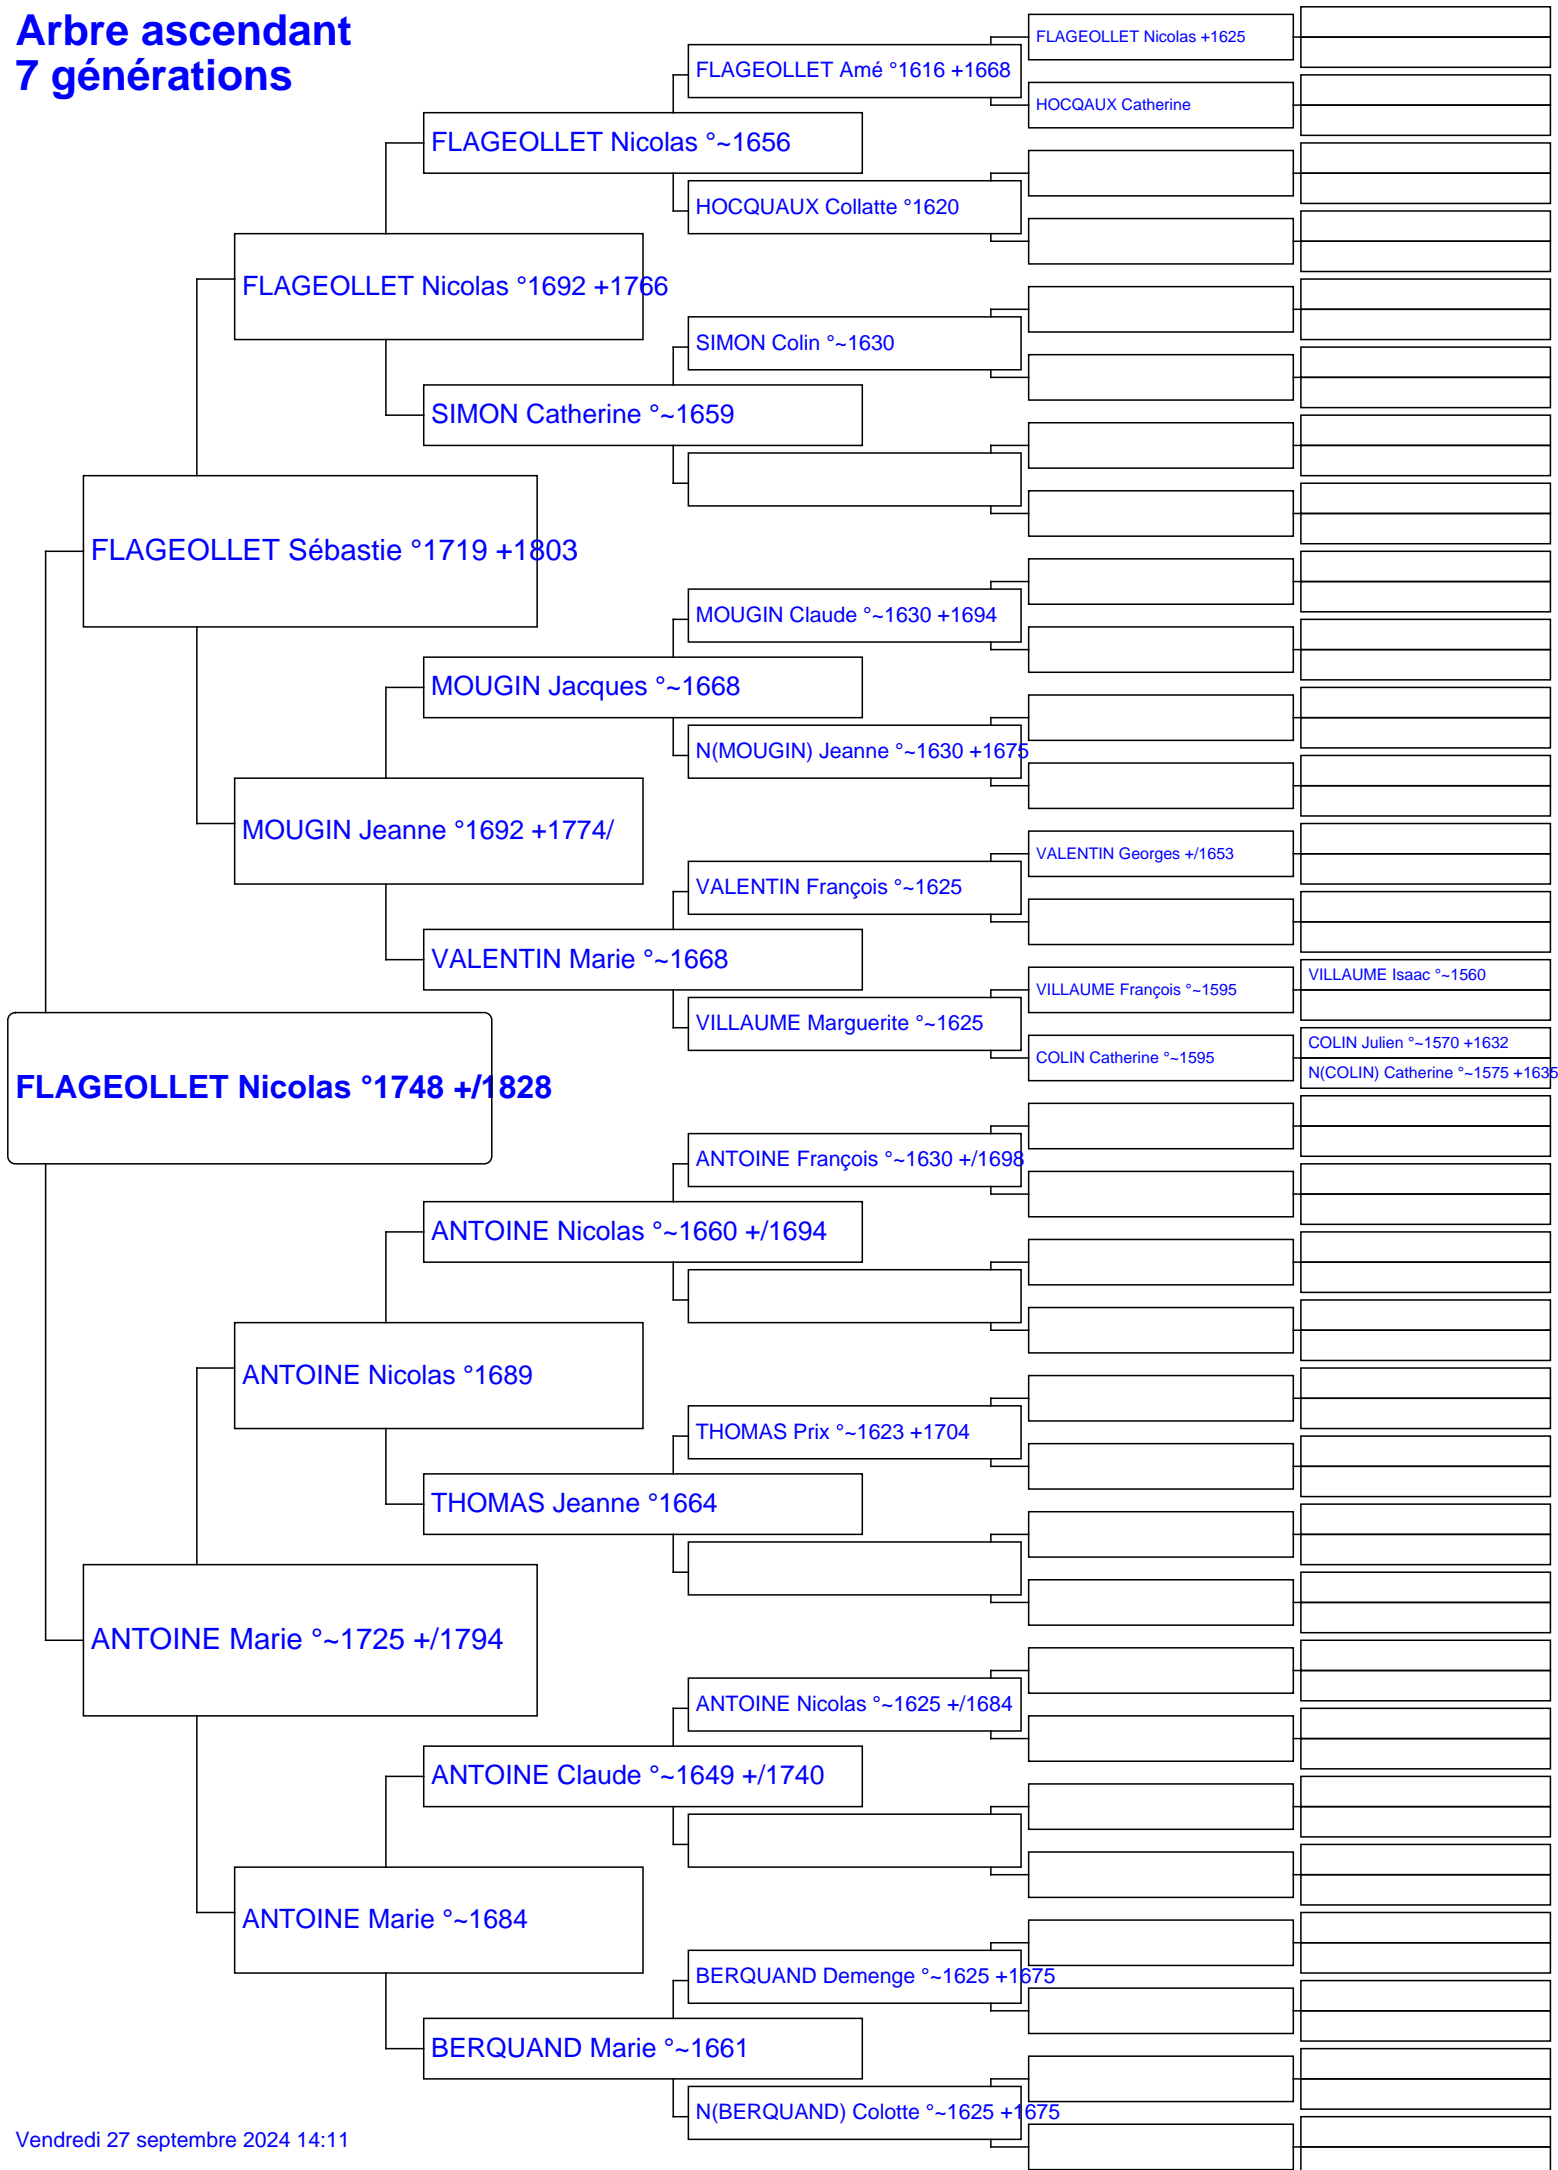 Arbre ascendant
7 générations
FLAGEOLLET Nicolas +1625
FLAGEOLLET Amé °1616 +1668
HOCQAUX Catherine
FLAGEOLLET Nicolas °~1656
HOCQUAUX Collatte °1620
FLAGEOLLET Nicolas °1692 +1766
SIMON Colin °~1630
SIMON Catherine °~1659
FLAGEOLLET Sébastie °1719 +1803
MOUGIN Claude °~1630 +1694
MOUGIN Jacques °~1668
N(MOUGIN) Jeanne °~1630 +1675
MOUGIN Jeanne °1692 +1774/
VALENTIN Georges +/1653
VALENTIN François °~1625
VALENTIN Marie °~1668
VILLAUME Isaac °~1560
VILLAUME François °~1595
VILLAUME Marguerite °~1625
COLIN Julien °~1570 +1632
COLIN Catherine °~1595
N(COLIN) Catherine °~1575 +1635
FLAGEOLLET Nicolas °1748 +/1828
ANTOINE François °~1630 +/1698
ANTOINE Nicolas °~1660 +/1694
ANTOINE Nicolas °1689
THOMAS Prix °~1623 +1704
THOMAS Jeanne °1664
ANTOINE Marie °~1725 +/1794
ANTOINE Nicolas °~1625 +/1684
ANTOINE Claude °~1649 +/1740
ANTOINE Marie °~1684
BERQUAND Demenge °~1625 +1675
BERQUAND Marie °~1661
N(BERQUAND) Colotte °~1625 +1675
Vendredi 27 septembre 2024 14:11